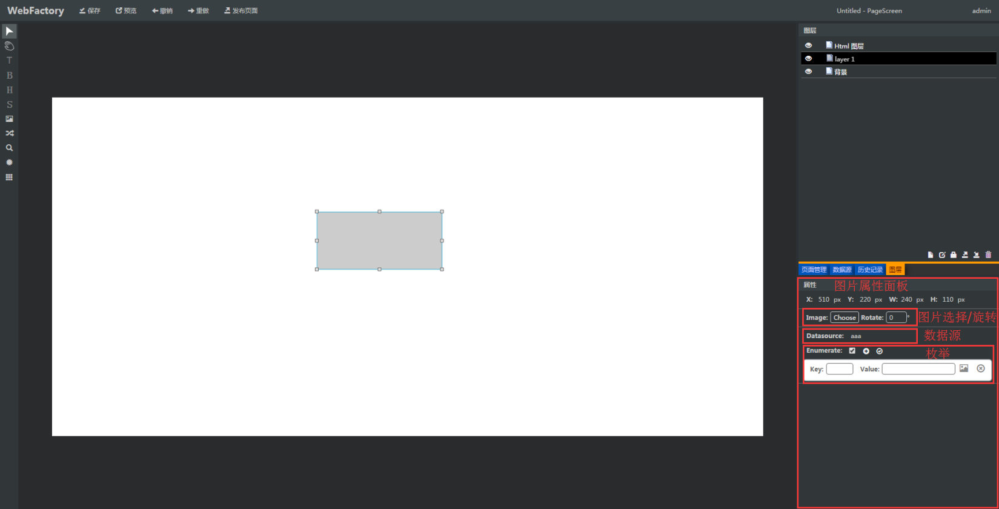 WebFactory 保存 预览 撤销 重做 发布页面 Untitled - PageScreen admin
T
B
H
S
图层
Html 图层
layer 1
背景
页面管理 数据源 历史记录 图层
属性 图片属性面板
X: 510 px Y: 220 px W: 240 px H: 110 px
Image: Choose Rotate: 0 ° 图片选择/旋转
Datasource: aaa 数据源
Enumerate: 枚举
Key: Value: